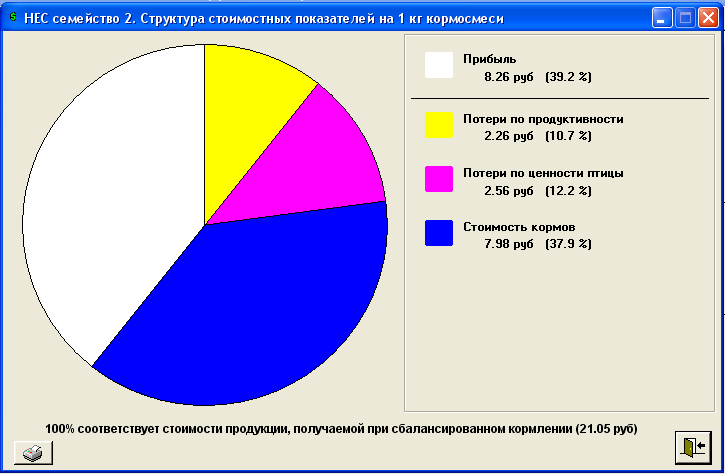 НЕС семейство 2. Структура стоимостных показателей на 1 кг кормосмеси
Прибыль
8.26 руб (39.2 %)
Потери по продуктивности
2.26 руб (10.7 %)
Потери по ценности птицы
2.56 руб (12.2 %)
Стоимость кормов
7.98 руб (37.9 %)
100% соответствует стоимости продукции, получаемой при сбалансированном кормлении (21.05 руб)